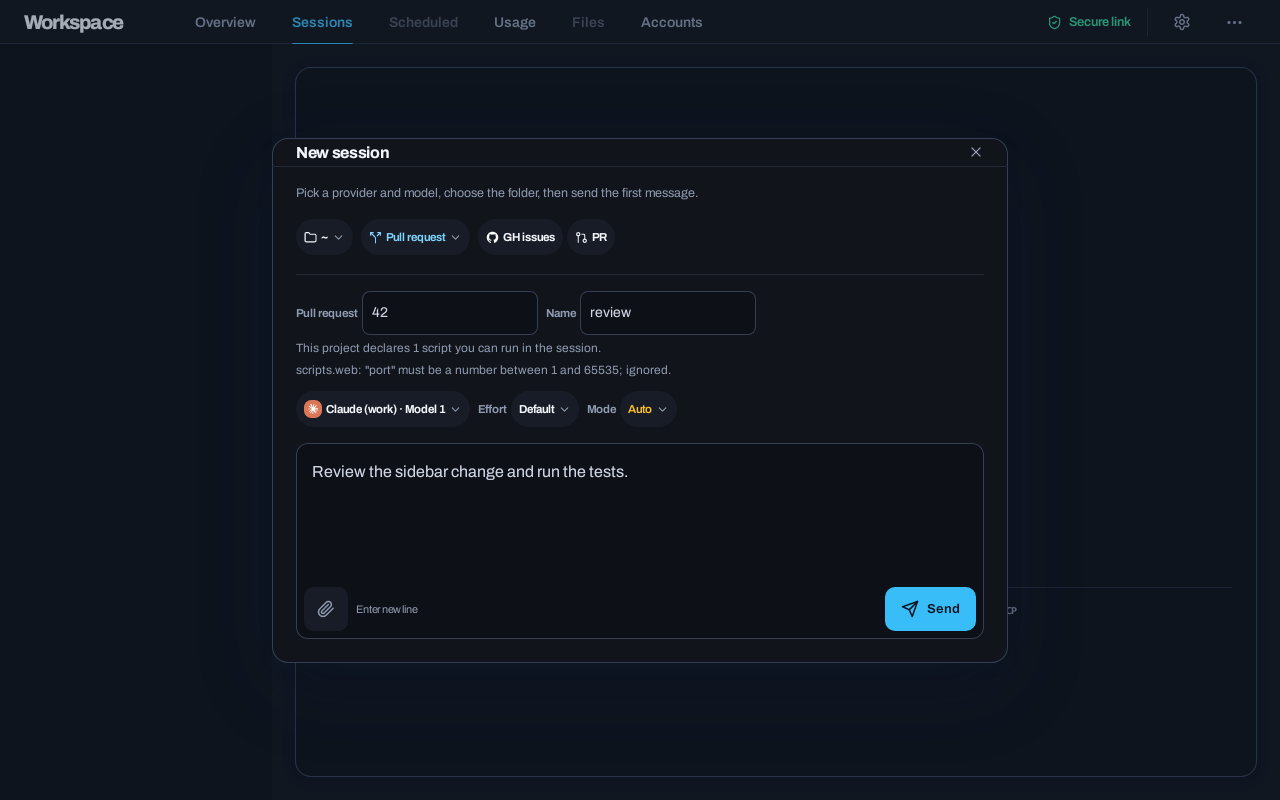 Workspace Overview Sessions Scheduled Usage Files Accounts Secure link
New session
Pick a provider and model, choose the folder, then send the first message.
~ Pull request GH issues PR
Pull request 42 Name review
This project declares 1 script you can run in the session.
scripts.web: "port" must be a number between 1 and 65535; ignored.
Claude (work) · Model 1 Effort Default Mode Auto
Review the sidebar change and run the tests.
Enter new line Send